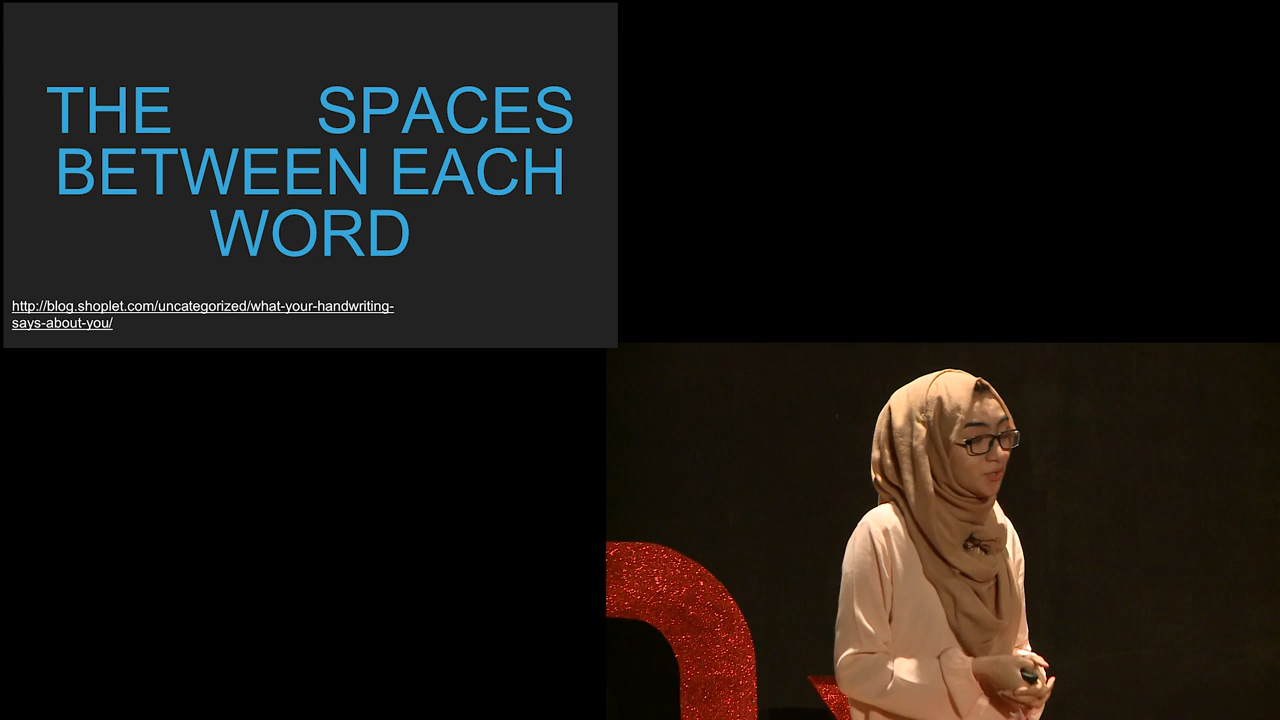 THE SPACES
BETWEEN EACH
WORD
http://blog.shoplet.com/uncategorized/what-your-handwriting-
says-about-you/